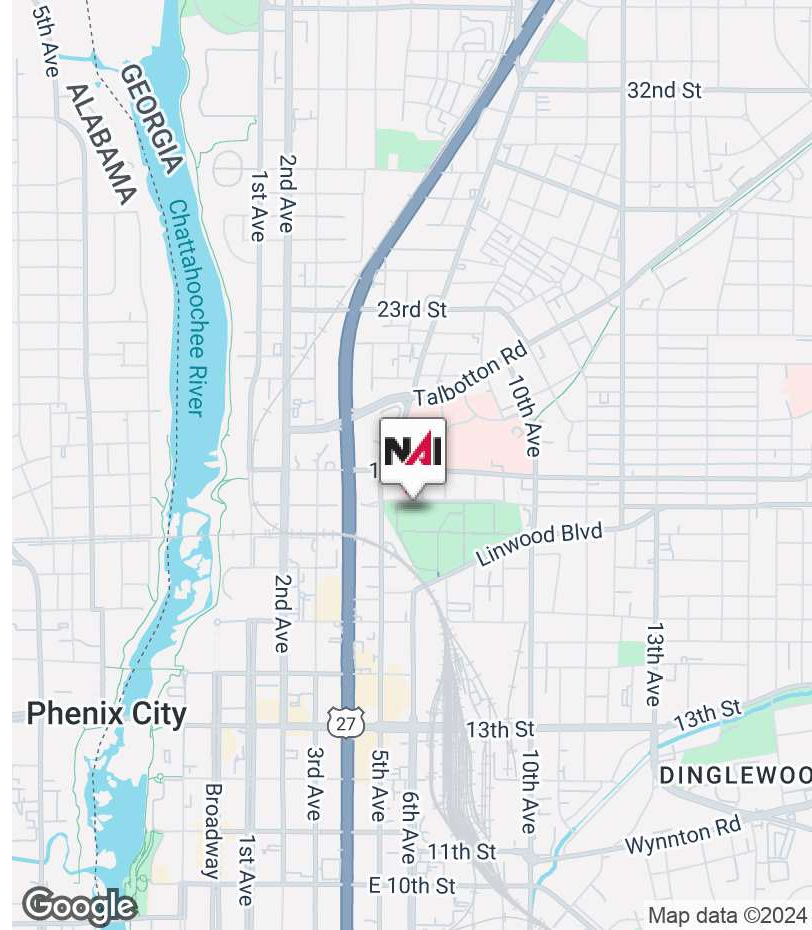 5th Ave
GEORGIA
ALABAMA
32nd St
2nd Ave
1st Ave
Chattahoochee River
23rd St
Talbotton Rd
10th Ave
NAI
1
Linwood Blvd
2nd Ave
13th Ave
Phenix City
27
13th St
13th St
DINGLEWOO
3rd Ave
5th Ave
10th Ave
Broadway
6th Ave
1st Ave
Wynnton Rd
11th St
E 10th St
Google
Map data ©2024